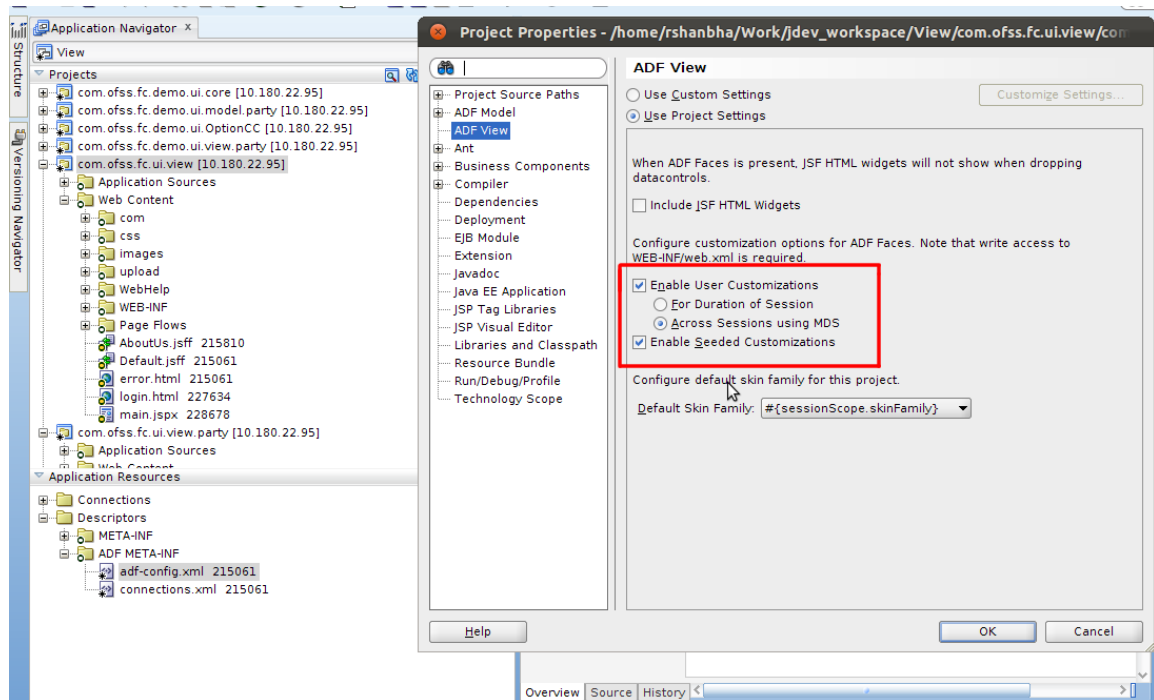 Application Navigator ×
Structure
Versioning Navigator
View
Projects
com.ofss.fc.demo.ui.core [10.180.22.95]
com.ofss.fc.demo.ui.model.party [10.180.22.95]
com.ofss.fc.demo.ui.OptionCC [10.180.22.95]
com.ofss.fc.demo.ui.view.party [10.180.22.95]
com.ofss.fc.ui.view [10.180.22.95]
Application Sources
Web Content
com
css
images
upload
WebHelp
WEB-INF
Page Flows
AboutUs.jsff 215810
Default.jsff 215061
error.html 215061
login.html 227634
main.jspx 228678
com.ofss.fc.ui.view.party [10.180.22.95]
Application Sources
Web Content
Application Resources
Connections
Descriptors
META-INF
ADF META-INF
adf-config.xml 215061
connections.xml 215061
Project Properties - /home/rshanbha/Work/jdev_workspace/View/com.ofss.fc.ui.view/com
Project Source Paths
ADF Model
ADF View
Ant
Business Components
Compiler
Dependencies
Deployment
EJB Module
Extension
Javadoc
Java EE Application
JSP Tag Libraries
JSP Visual Editor
Libraries and Classpath
Resource Bundle
Run/Debug/Profile
Technology Scope
ADF View
Use Custom Settings
Customize Settings...
Use Project Settings
When ADF Faces is present, JSF HTML widgets will not show when dropping
datacontrols.
Include JSF HTML Widgets
Configure customization options for ADF Faces. Note that write access to
WEB-INF/web.xml is required.
Enable User Customizations
For Duration of Session
Across Sessions using MDS
Enable Seeded Customizations
Configure default skin family for this project.
Default Skin Family: #{sessionScope.skinFamily}
Help
OK
Cancel
Overview Source History